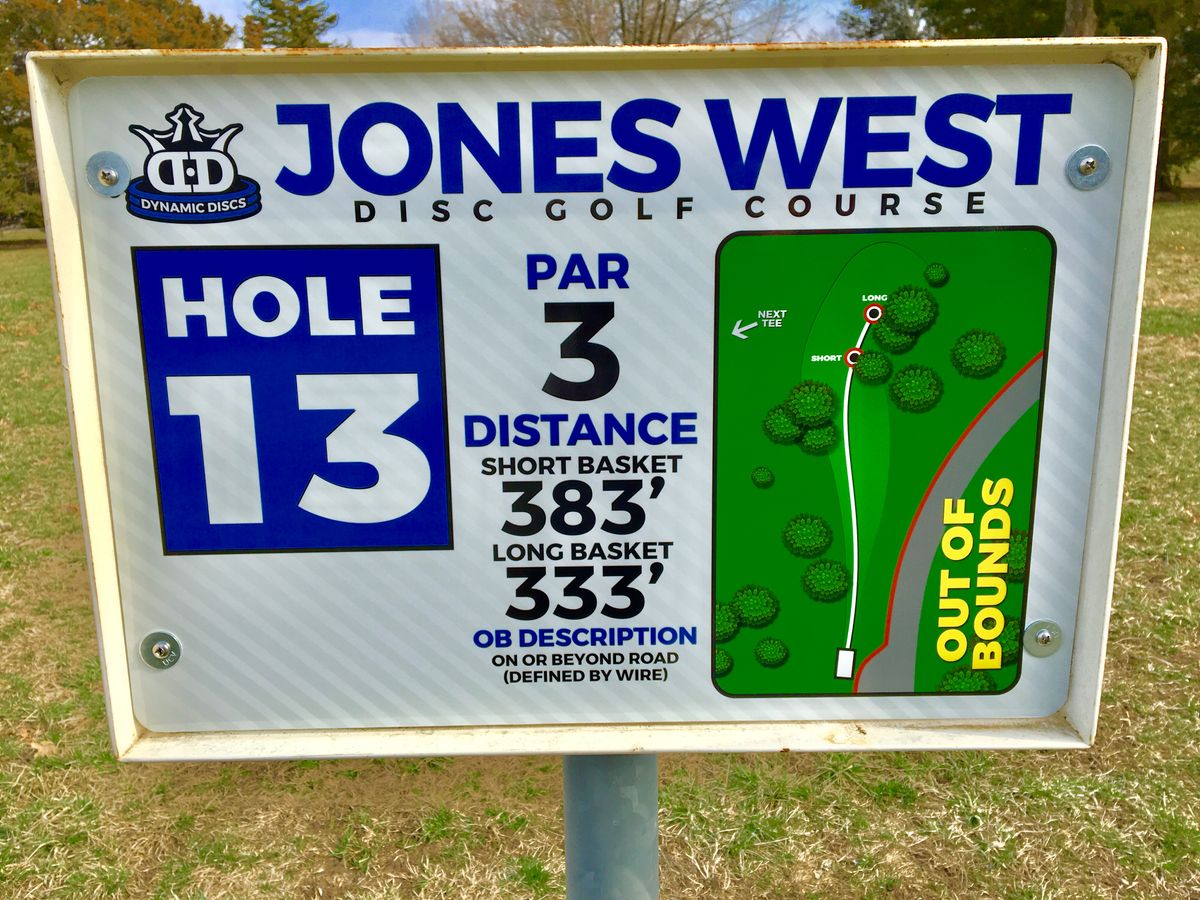 JONES WEST
DISC GOLF COURSE
D D
DYNAMIC DISCS
HOLE
13
PAR
3
DISTANCE
SHORT BASKET
383’
LONG BASKET
333’
OB DESCRIPTION
ON OR BEYOND ROAD
(DEFINED BY WIRE)
LONG
SHORT
NEXT
TEE
OUT OF
BOUNDS